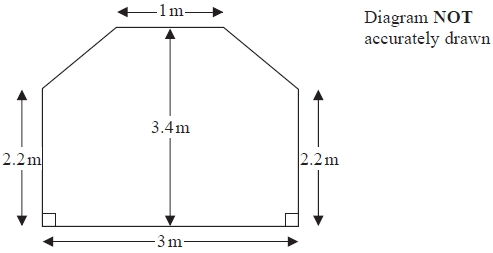 1 m
Diagram NOT
accurately drawn
3.4 m
2.2 m
2.2 m
3 m